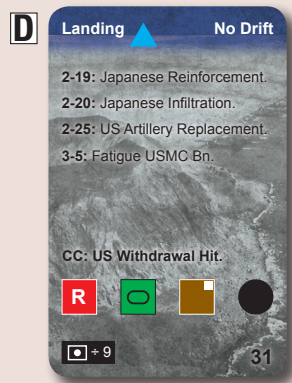 D
Landing No Drift
2-19: Japanese Reinforcement.
2-20: Japanese Infiltration.
2-25: US Artillery Replacement.
3-5: Fatigue USMC Bn.
CC: US Withdrawal Hit.
R
÷ 9
31